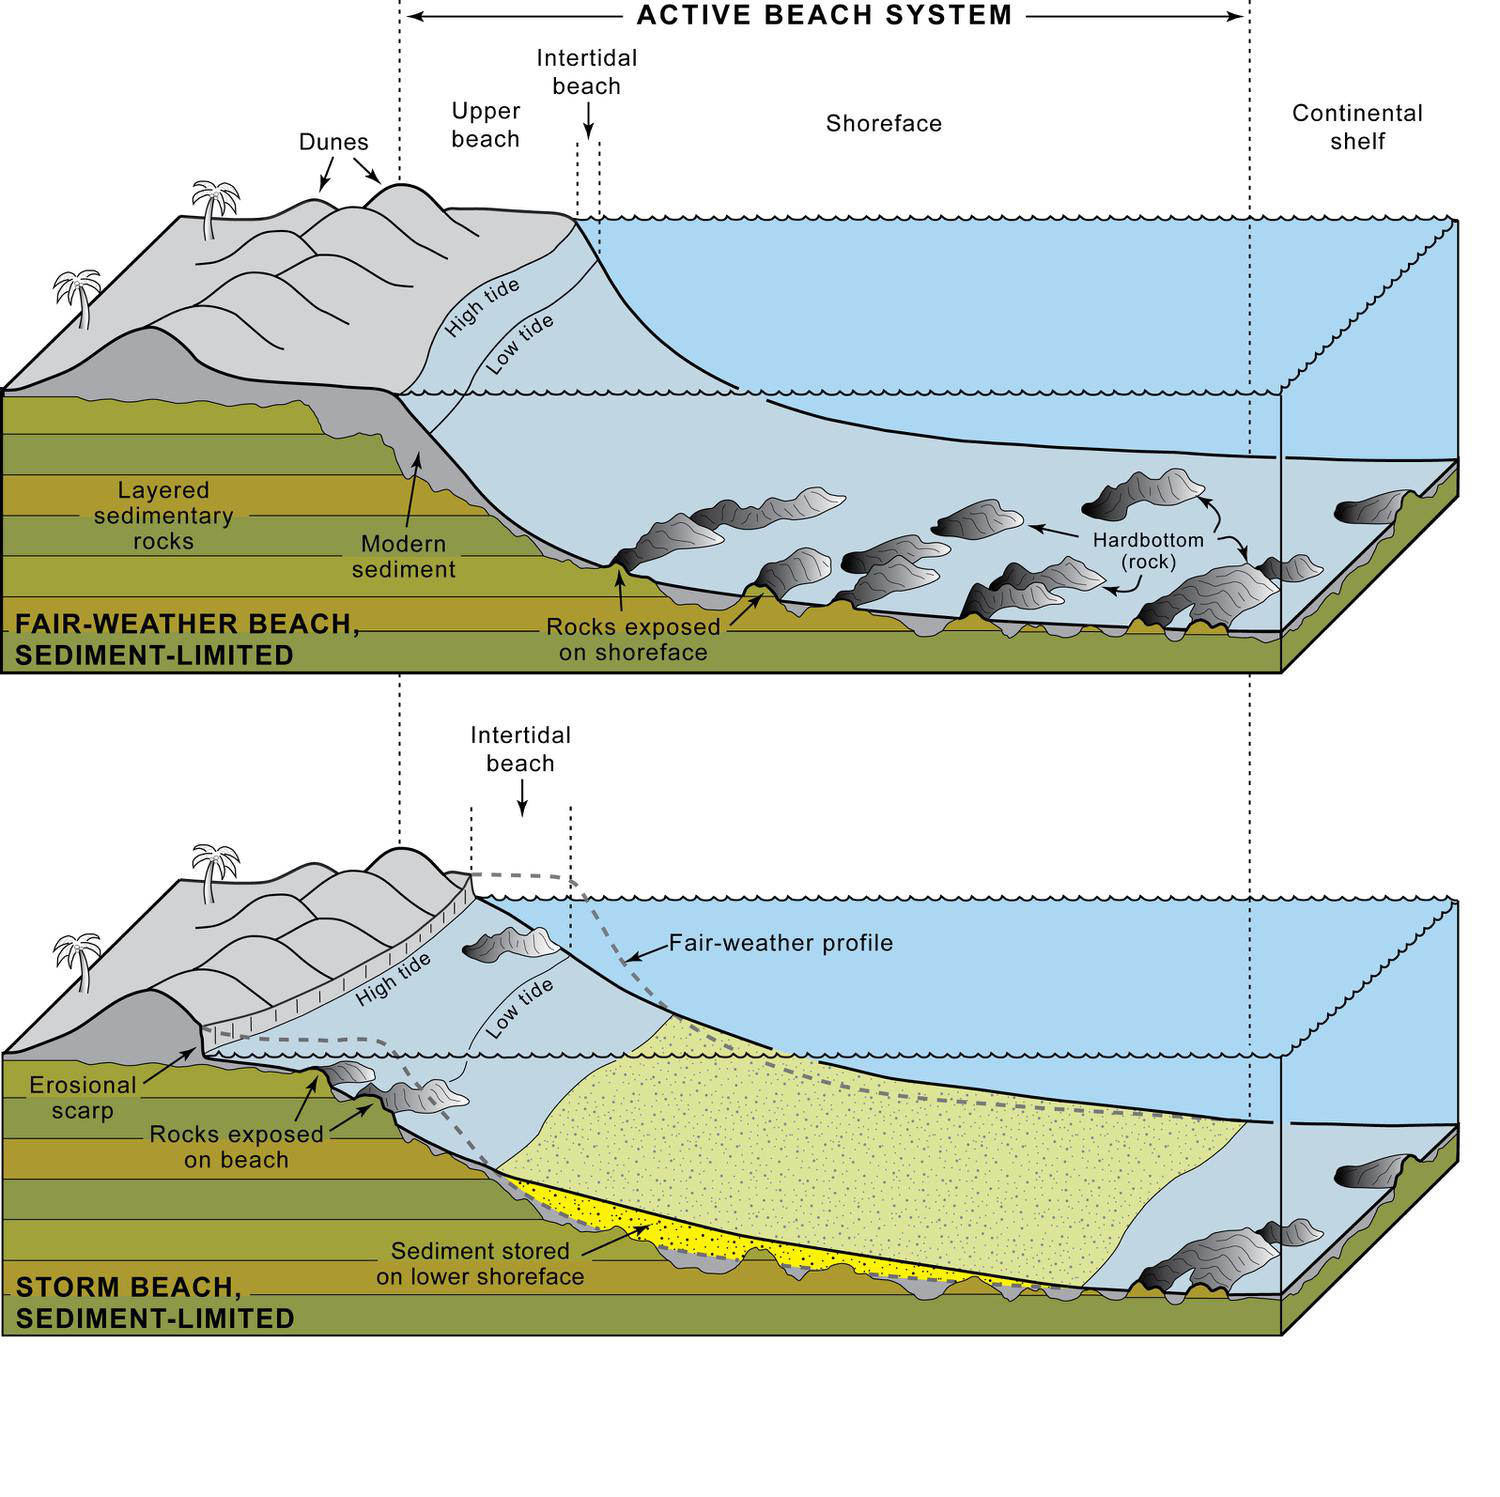 ACTIVE BEACH SYSTEM
Intertidal
beach
Upper
beach
Shoreface
Continental
shelf
Dunes
High tide
Low tide
Layered
sedimentary
rocks
Modern
sediment
Hardbottom
(rock)
Rocks exposed
on shoreface
FAIR-WEATHER BEACH,
SEDIMENT-LIMITED
Intertidal
beach
Fair-weather profile
High tide
Low tide
Erosional
scarp
Rocks exposed
on beach
Sediment stored
on lower shoreface
STORM BEACH,
SEDIMENT-LIMITED